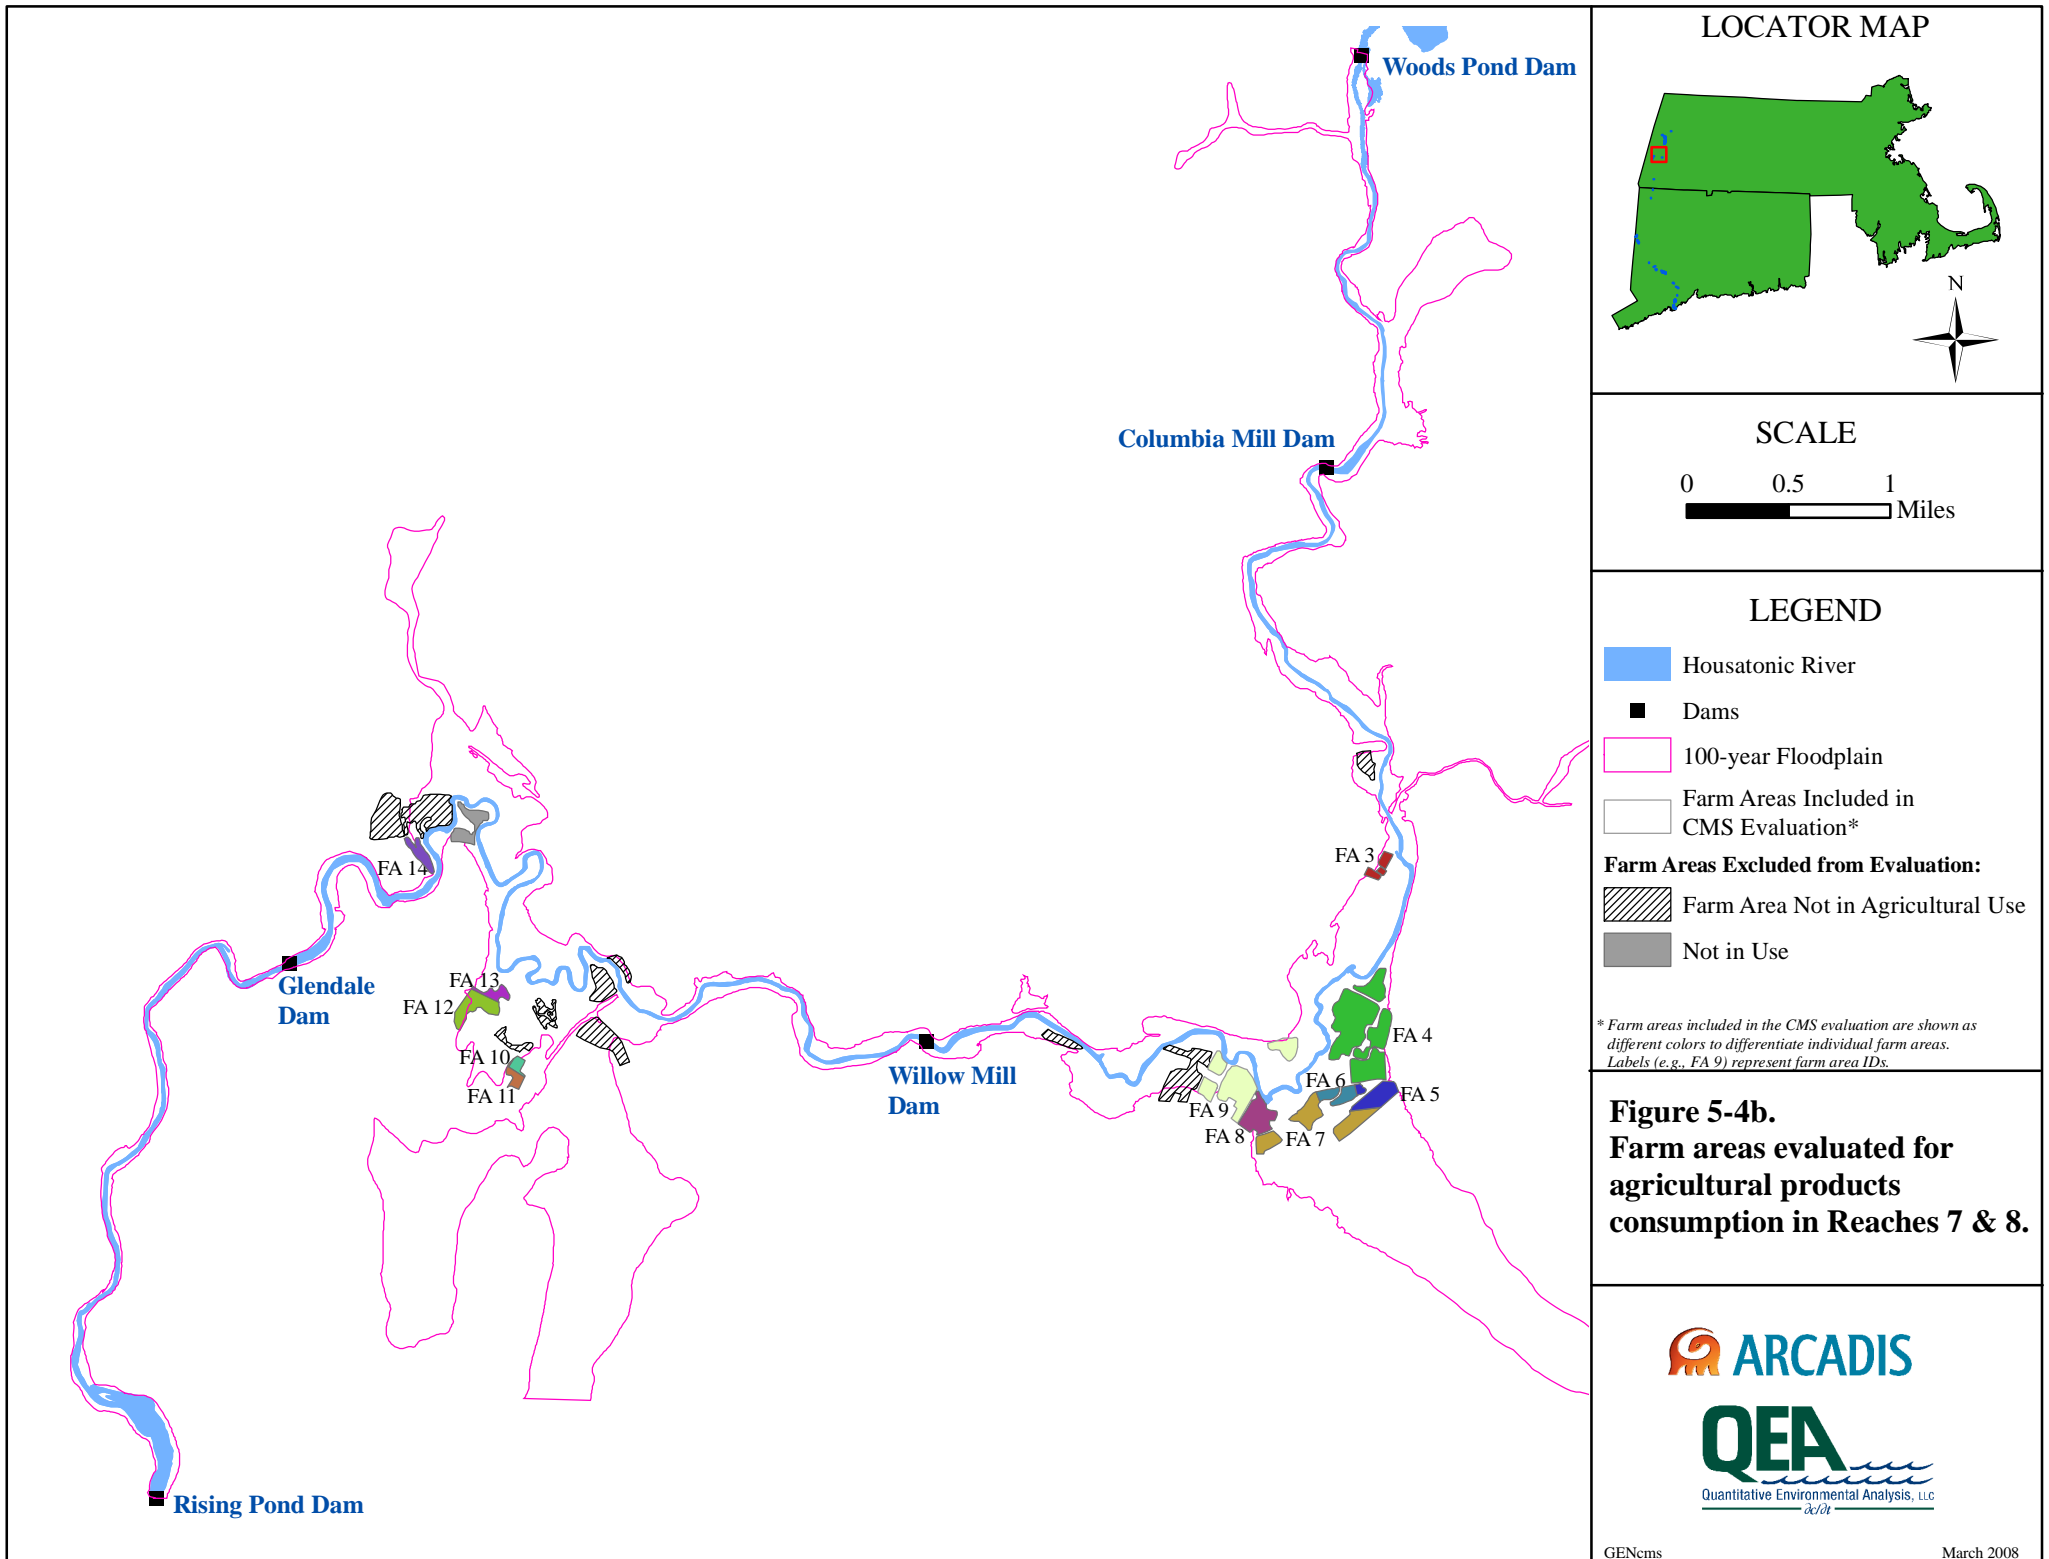 Woods Pond Dam
Columbia Mill Dam
FA 3
FA 14
Glendale
Dam
FA 13
FA 12
FA 10
FA 11
Willow Mill
Dam
FA 4
FA 6
FA 5
FA 9
FA 8
FA 7
Rising Pond Dam
LOCATOR MAP
N
SCALE
0 0.5 1
Miles
LEGEND
Housatonic River
Dams
100-year Floodplain
Farm Areas Included in
CMS Evaluation*
Farm Areas Excluded from Evaluation:
Farm Area Not in Agricultural Use
Not in Use
* Farm areas included in the CMS evaluation are shown as
different colors to differentiate individual farm areas.
Labels (e.g., FA 9) represent farm area IDs.
Figure 5-4b.
Farm areas evaluated for
agricultural products
consumption in Reaches 7 & 8.
ARCADIS
QEA
Quantitative Environmental Analysis, LLC
∂c/∂t
GENcms March 2008